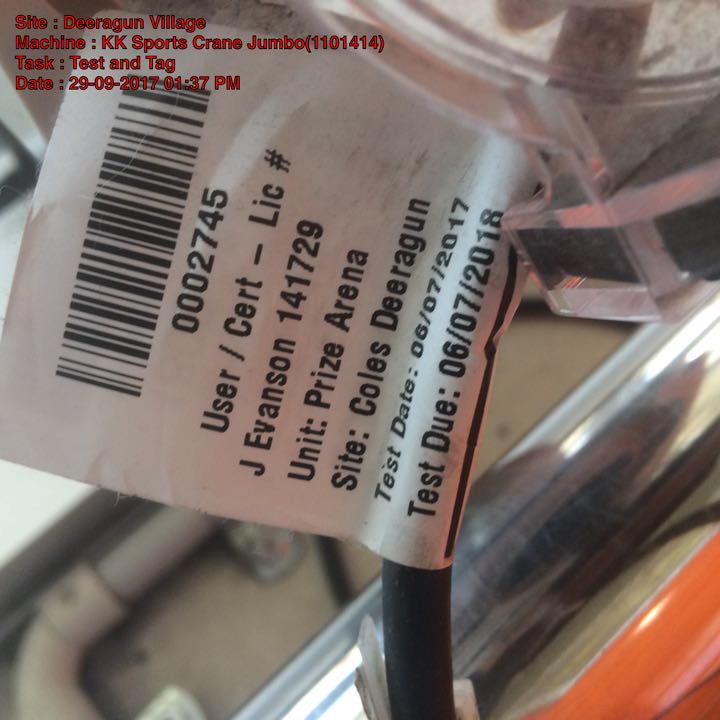 Site : Deeragun Village
Machine : KK Sports Crane Jumbo(1101414)
Task : Test and Tag
Date : 29-09-2017 01:37 PM
0002745
User / Cert - Lic #
J Evanson 141729
Unit: Prize Arena
Site: Coles Deeragun
Test Date: 06/07/2017
Test Due: 06/07/2018